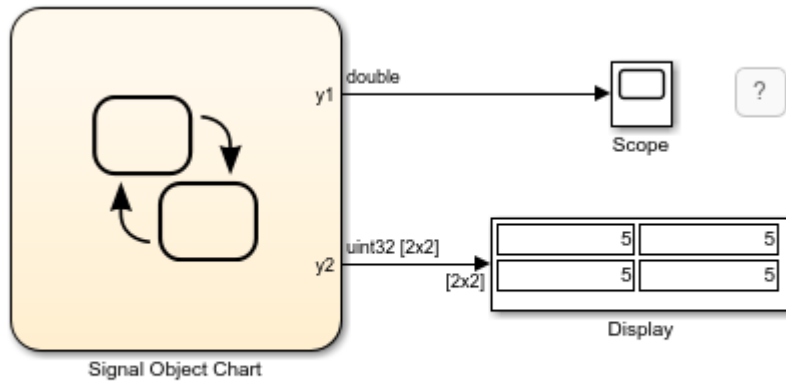 y1
double
?
Scope
y2
uint32 [2x2]
[2x2]
5 5
5 5
Display
Signal Object Chart